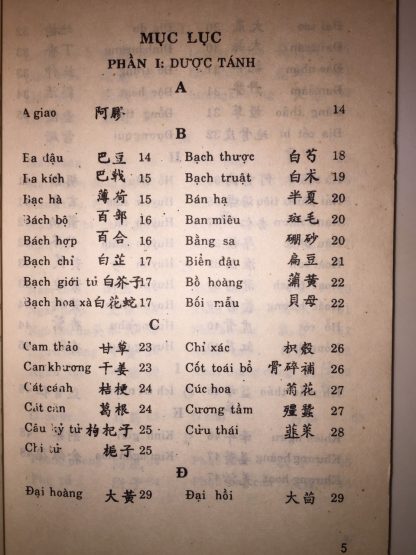 MỤC LỤC
PHẦN I: DƯỢC TÁNH
A
A giao 阿膠 14
B
Ba đậu 巴豆 14 Bạch thược 白芍 18
Ba kích 巴戟 15 Bạch truật 白朮 20
Bạc hà 薄荷 15 Bán hạ 半夏 20
Bách bộ 百部 16 Ban miêu 斑毛 20
Bách hợp 百合 16 Bằng sa 硼砂 20
Bạch chỉ 白芷 17 Biển đậu 扁豆 21
Bạch giới tử 白芥子 17 Bồ hoàng 蒲黃 22
Bạch hoa xà 白花蛇 17 Bối mẫu 貝母 22
C
Cam thảo 甘草 23 Chỉ xác 枳殼 26
Can khương 干姜 23 Cốt toái bổ 骨碎補 26
Cát cánh 桔梗 24 Cúc hoa 菊花 27
Cát căn 葛根 24 Cương tằm 殭蠶 27
Câu kỷ tử 枸杞子 25 Cửu thái 韮菜 28
Chi tử 梔子 25
Đ
Đại hoàng 大黃 29 Đại hồi 大茴 29
5